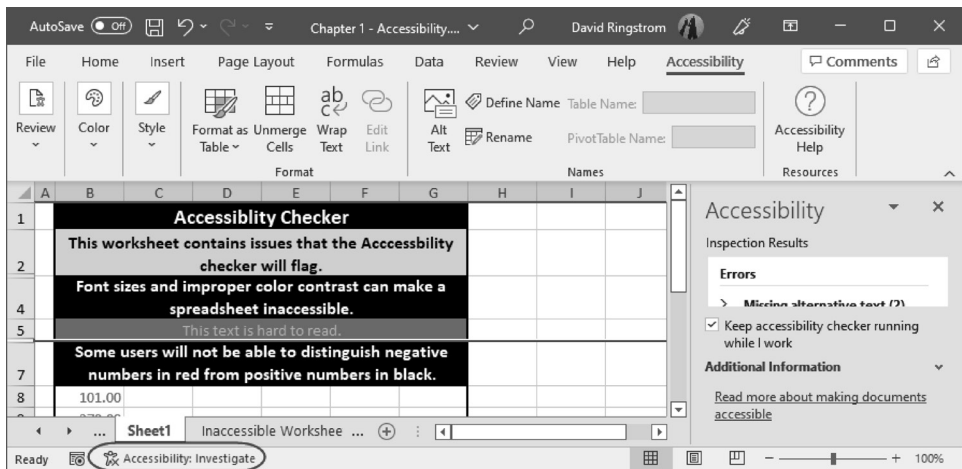 AutoSave Off Chapter 1 - Accessibility.... David Ringstrom
File Home Insert Page Layout Formulas Data Review View Help Accessibility Comments
Review Color Style Format as Table Unmerge Cells Wrap Text Edit Link Alt Text Define Name Table Name: Accessibility Help
Rename PivotTable Name:
Format Names Resources
A B C D E F G H I J
1 Accessiblity Checker
2 This worksheet contains issues that the Acccessbility
checker will flag.
4 Font sizes and improper color contrast can make a
spreadsheet inaccessible.
5 This text is hard to read.
7 Some users will not be able to distinguish negative
numbers in red from positive numbers in black.
8 101.00
Accessibility
Inspection Results
Errors
Missing alternative text (2)
Keep accessibility checker running
while I work
Additional Information
Read more about making documents
accessible
... Sheet1 Inaccessible Workshee ...
Ready Accessibility: Investigate 100%